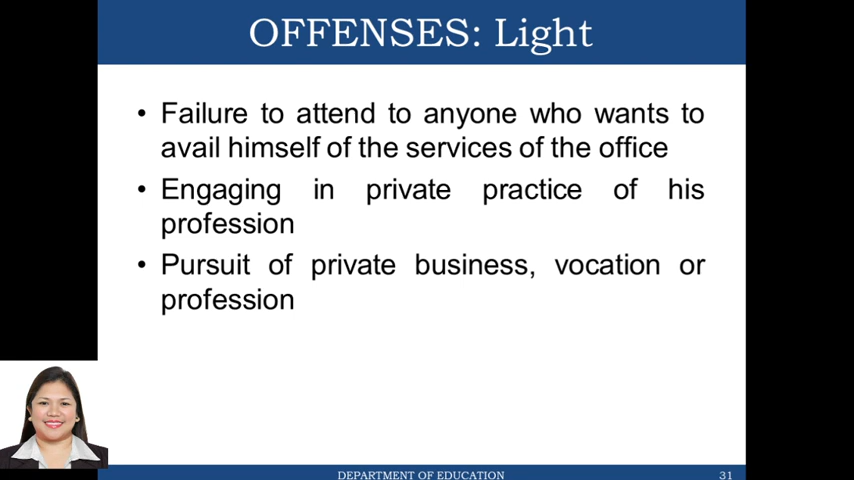 OFFENSES: Light
• Failure to attend to anyone who wants to
avail himself of the services of the office
• Engaging in private practice of his
profession
• Pursuit of private business, vocation or
profession
DEPARTMENT OF EDUCATION
31